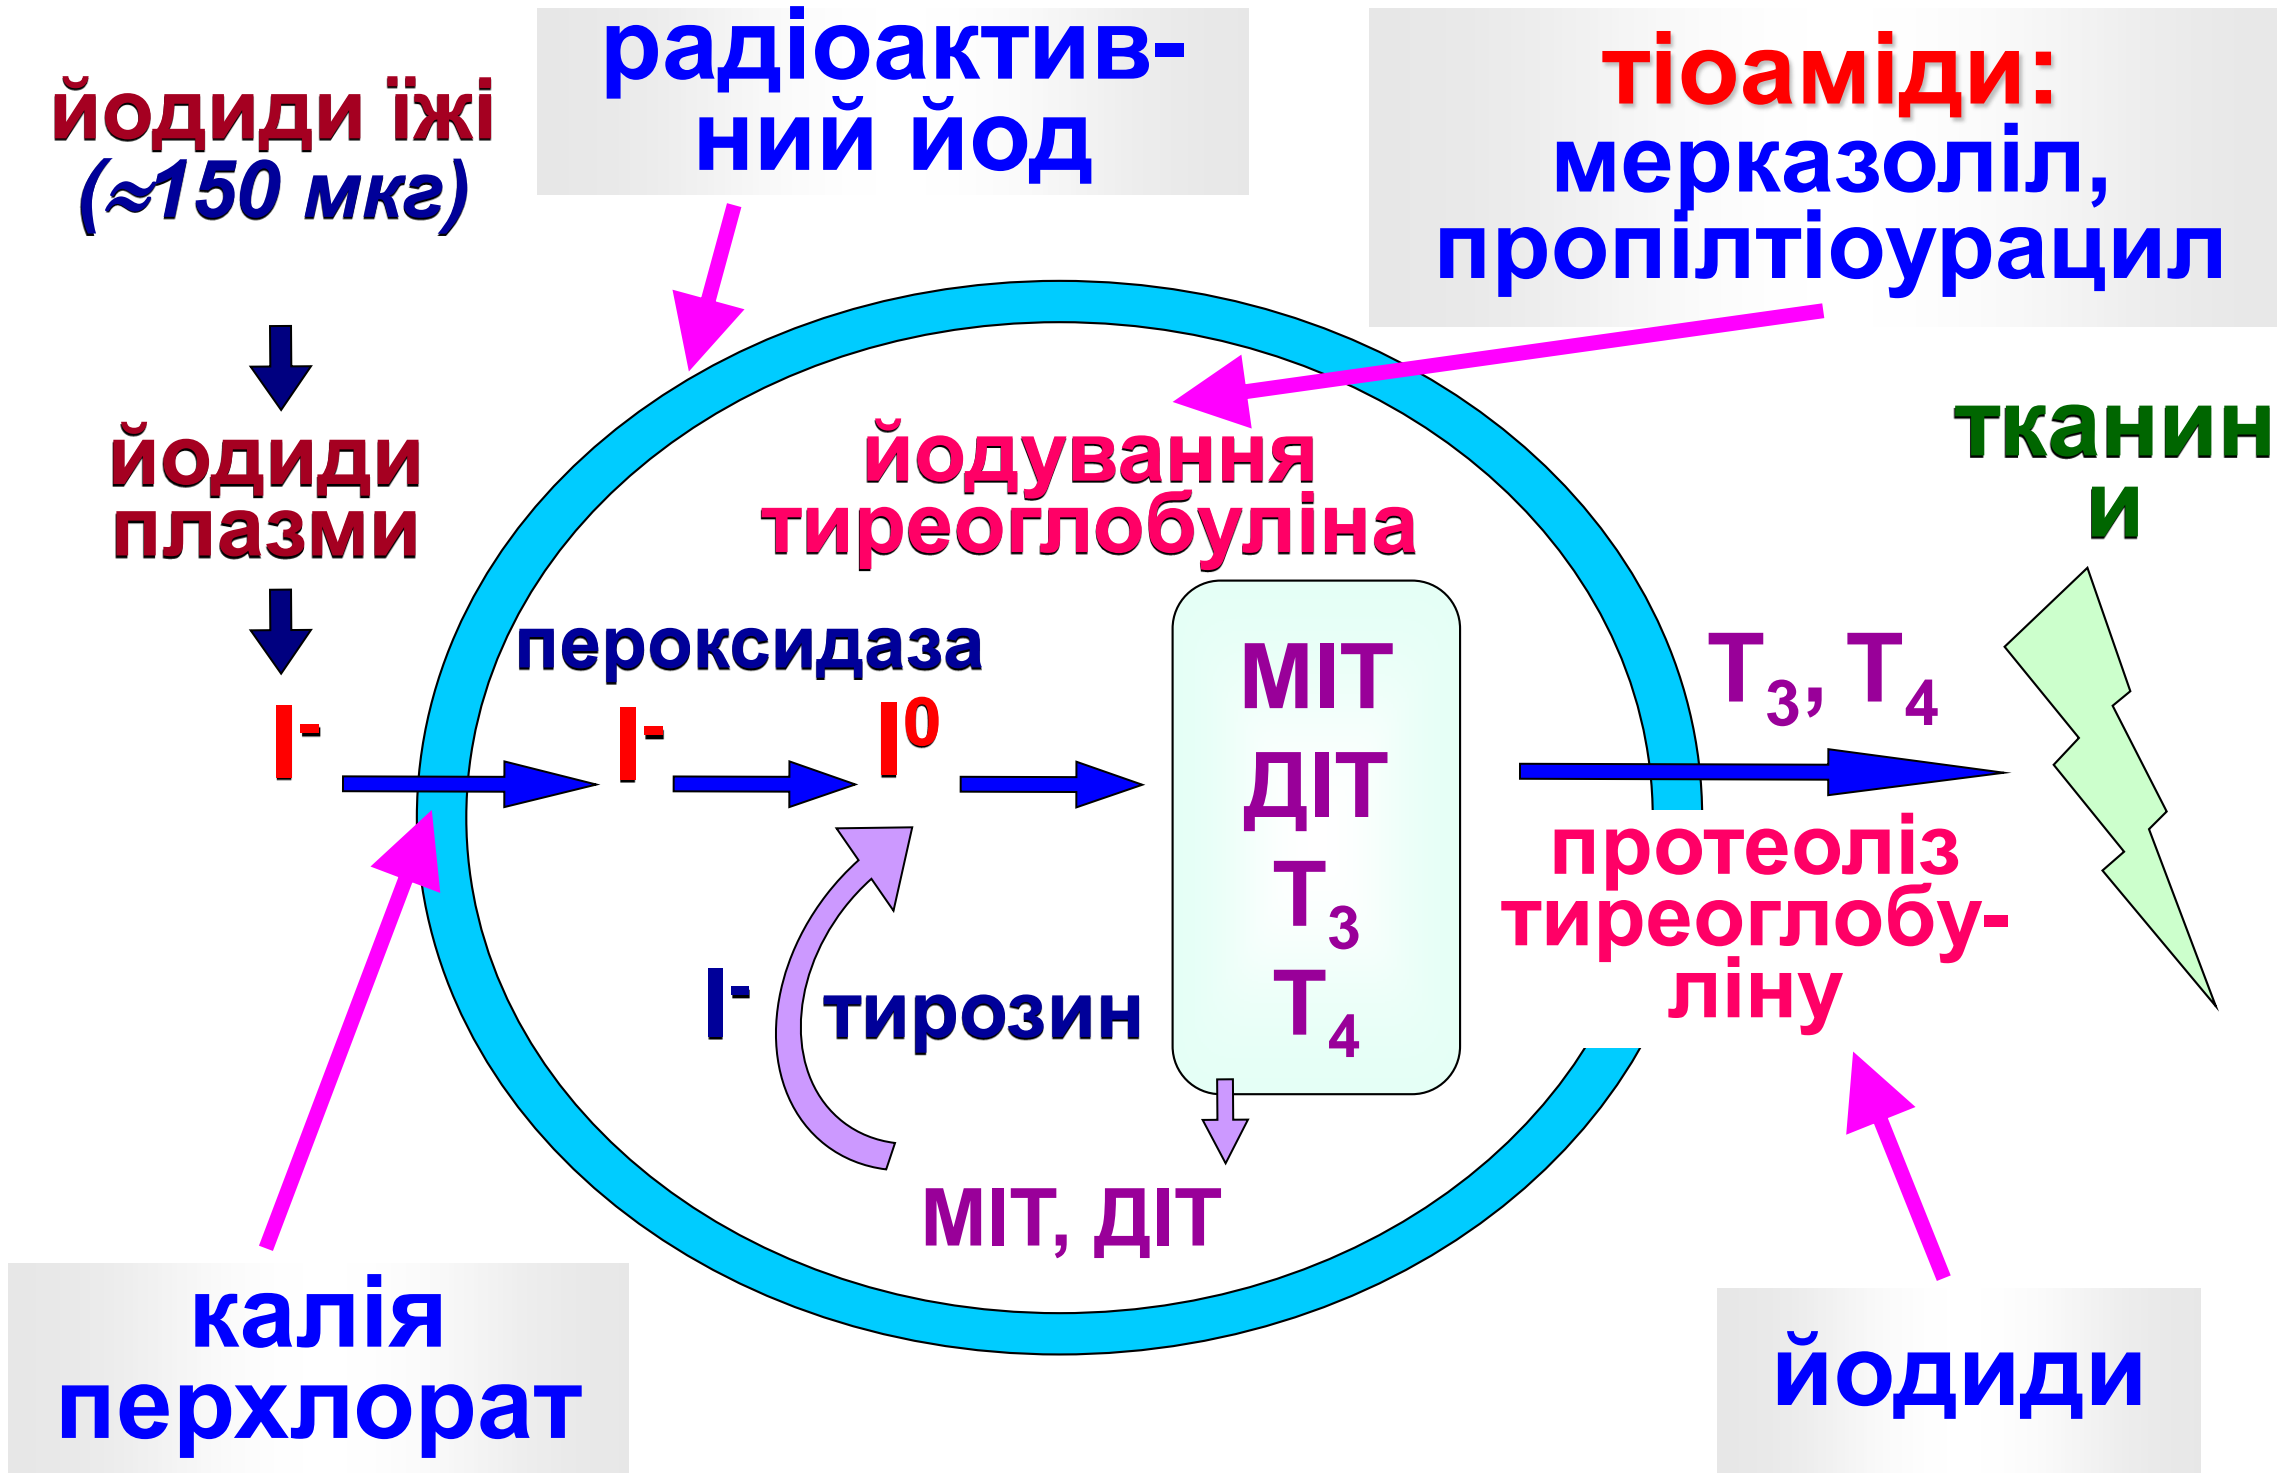 йодиди їжі
(≈150 мкг)
радіоактив-
ний йод
тіоаміди:
мерказоліл,
пропілтіоурацил
йодиди
плазми
йодування
тиреоглобуліна
тканин
и
пероксидаза
I⁻
I⁻
I⁰
МІТ
ДІТ
Т₃
Т₄
Т₃, Т₄
протеоліз
тиреоглобу-
ліну
I⁻ тирозин
МІТ, ДІТ
калія
перхлорат
йодиди